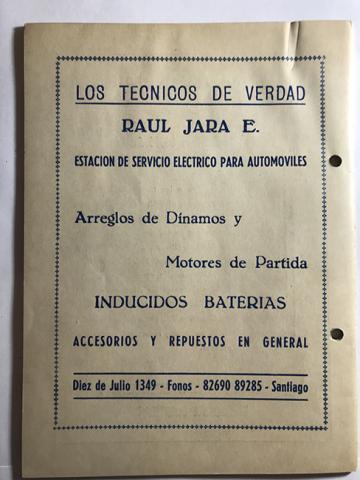 LOS TECNICOS DE VERDAD
RAUL JARA E.
ESTACION DE SERVICIO ELECTRICO PARA AUTOMOVILES
Arreglos de Dínamos y
Motores de Partida
INDUCIDOS BATERIAS
ACCESORIOS Y REPUESTOS EN GENERAL
Diez de Julio 1349 - Fonos - 82690 89285 - Santiago